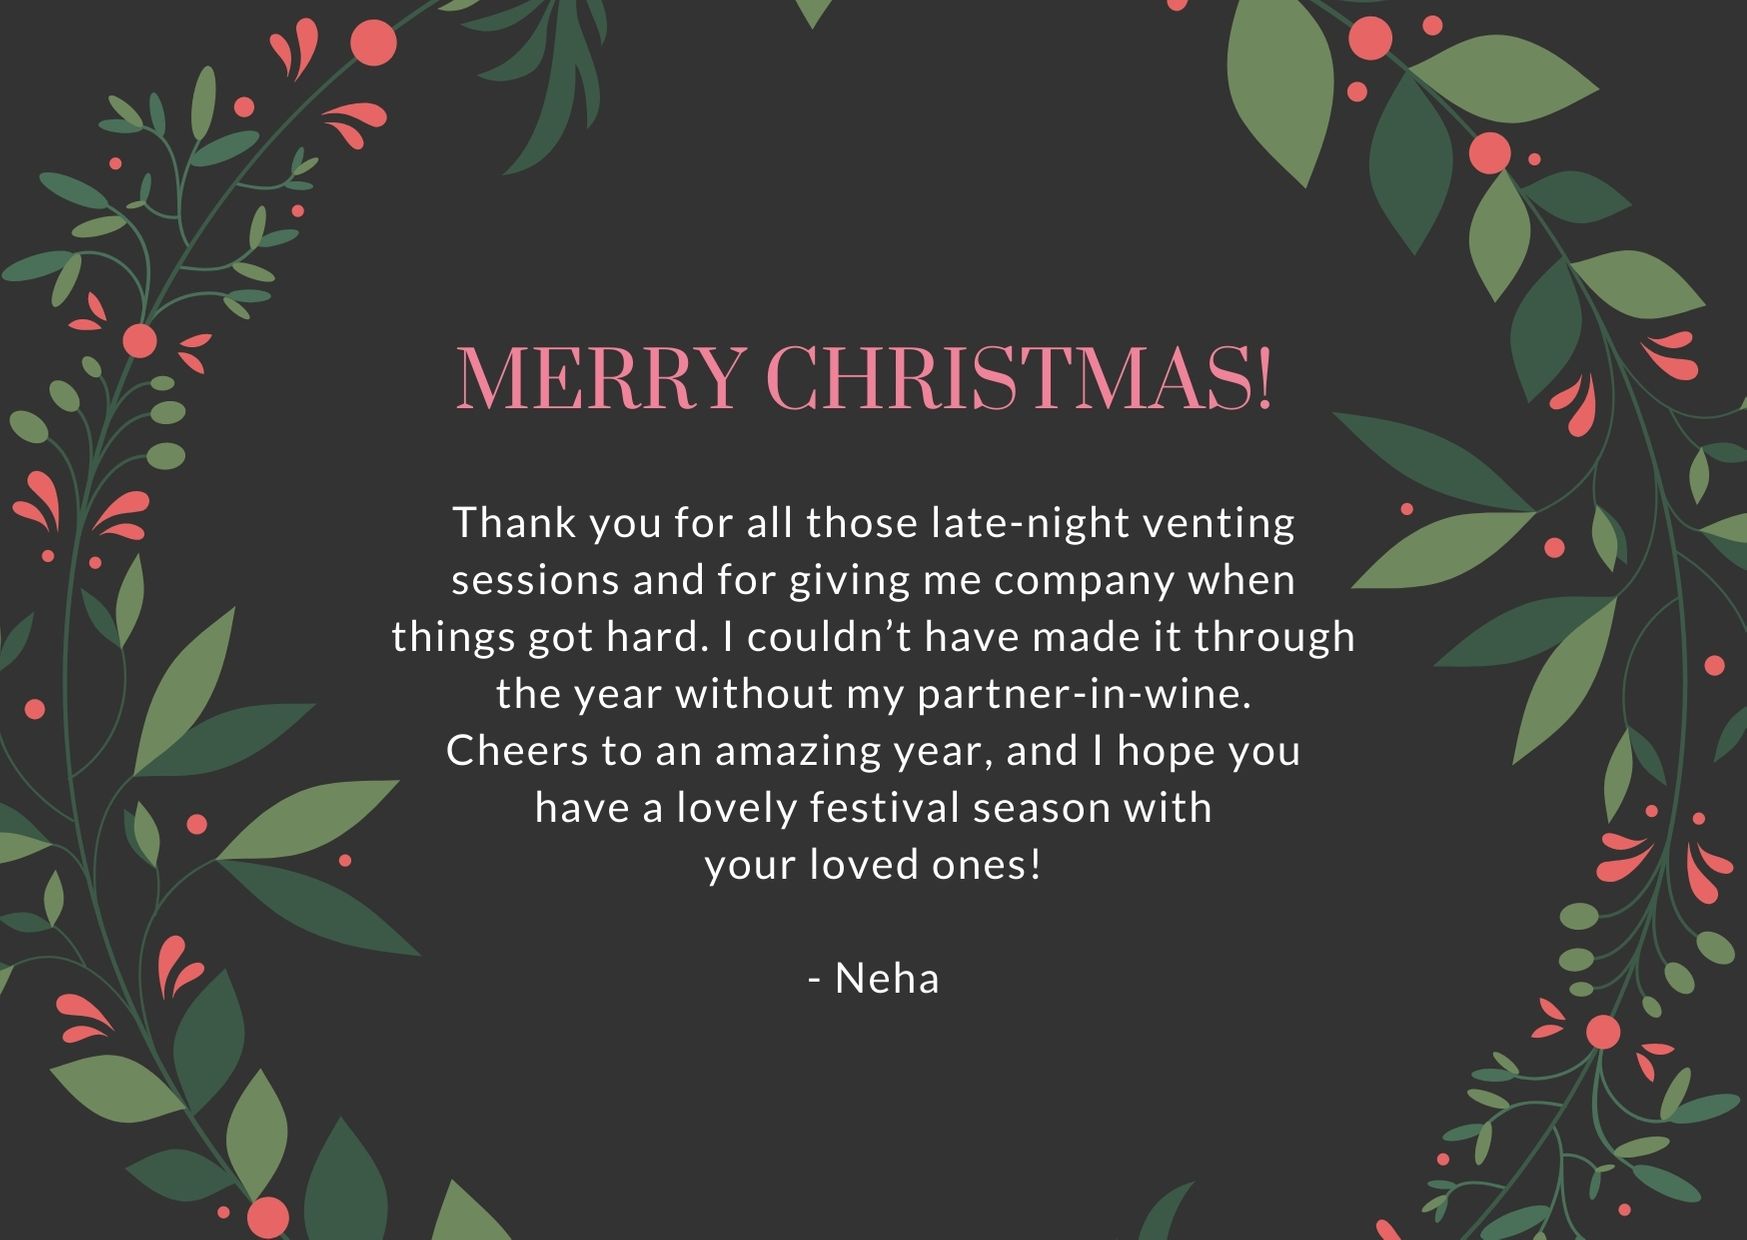 MERRY CHRISTMAS!
Thank you for all those late-night venting
sessions and for giving me company when
things got hard. I couldn’t have made it through
the year without my partner-in-wine.
Cheers to an amazing year, and I hope you
have a lovely festival season with
your loved ones!
- Neha